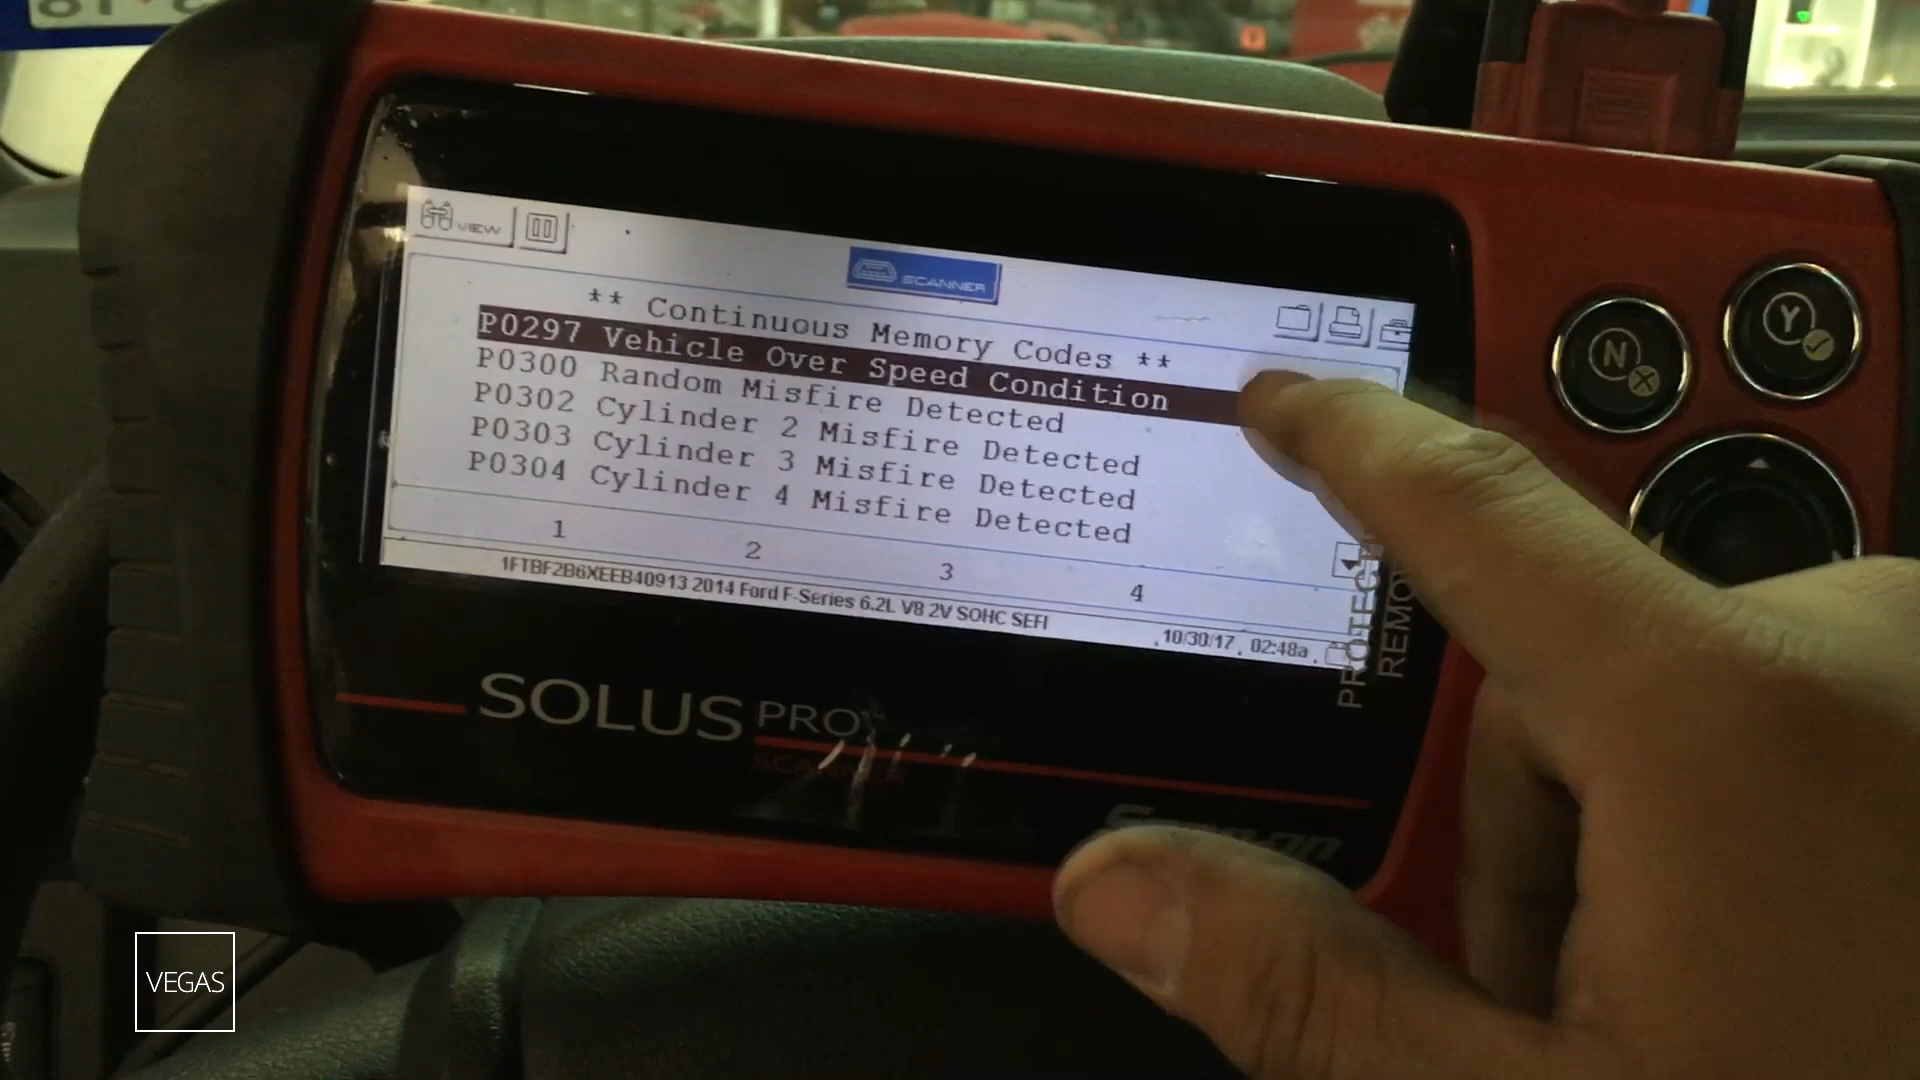 VIEW
SCANNER
** Continuous Memory Codes **
P0297 Vehicle Over Speed Condition
P0300 Random Misfire Detected
P0302 Cylinder 2 Misfire Detected
P0303 Cylinder 3 Misfire Detected
P0304 Cylinder 4 Misfire Detected
1 2 3 4
1FTBF2B6XEEB40913 2014 Ford F-Series 6.2L V8 2V SOHC SEFI
10/30/17 02:48a
SOLUS PRO
SCANNER
Snap-on
N
Y
VEGAS